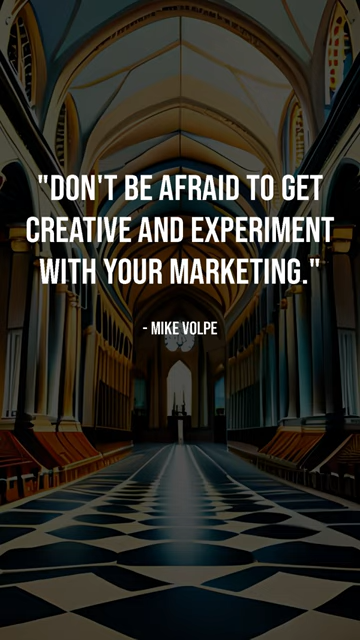 "DON'T BE AFRAID TO GET
CREATIVE AND EXPERIMENT
WITH YOUR MARKETING."
- MIKE VOLPE